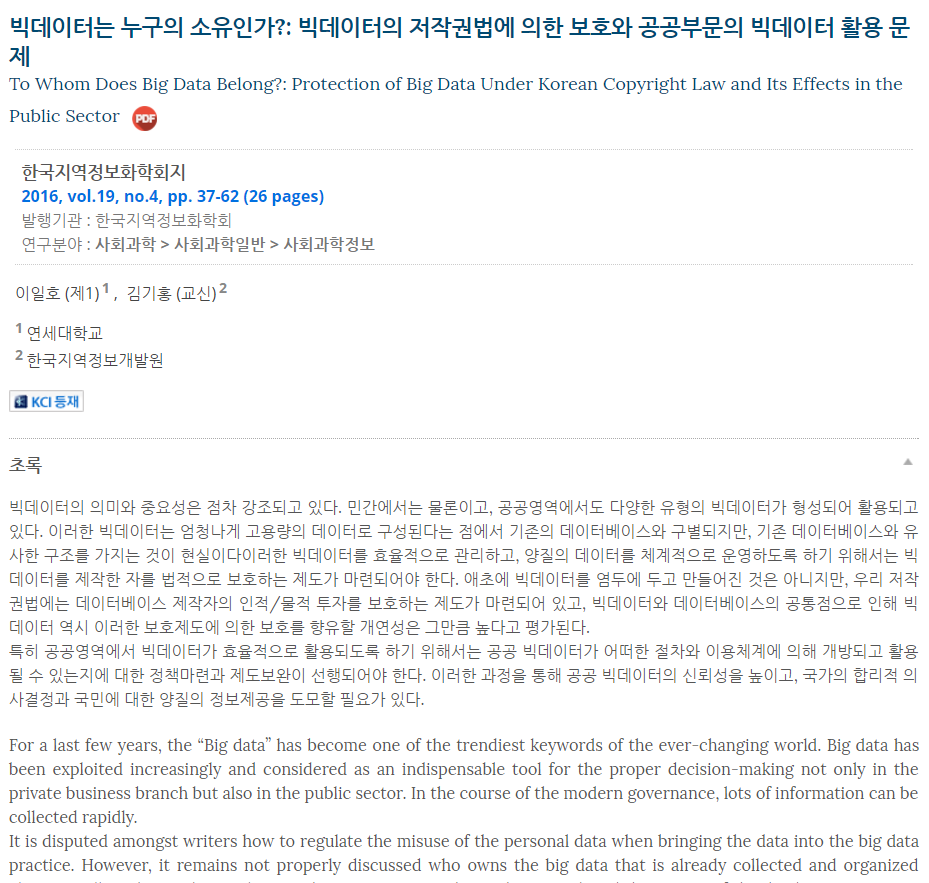 빅데이터는 누구의 소유인가?: 빅데이터의 저작권법에 의한 보호와 공공부문의 빅데이터 활용 문
제
To Whom Does Big Data Belong?: Protection of Big Data Under Korean Copyright Law and Its Effects in the
Public Sector PDF
한국지역정보화학회지
2016, vol.19, no.4, pp. 37-62 (26 pages)
발행기관 : 한국지역정보화학회
연구분야 : 사회과학 > 사회과학일반 > 사회과학정보
이일호 (제1) 1 , 김기홍 (교신) 2
1 연세대학교
2 한국지역정보개발원
KCI 등재
초록
빅데이터의 의미와 중요성은 점차 강조되고 있다. 민간에서는 물론이고, 공공영역에서도 다양한 유형의 빅데이터가 형성되어 활용되고
있다. 이러한 빅데이터는 엄청나게 고용량의 데이터로 구성된다는 점에서 기존의 데이터베이스와 구별되지만, 기존 데이터베이스와 유
사한 구조를 가지는 것이 현실이다이러한 빅데이터를 효율적으로 관리하고, 양질의 데이터를 체계적으로 운영하도록 하기 위해서는 빅
데이터를 제작한 자를 법적으로 보호하는 제도가 마련되어야 한다. 애초에 빅데이터를 염두에 두고 만들어진 것은 아니지만, 우리 저작
권법에는 데이터베이스 제작자의 인적/물적 투자를 보호하는 제도가 마련되어 있고, 빅데이터와 데이터베이스의 공통점으로 인해 빅
데이터 역시 이러한 보호제도에 의한 보호를 향유할 개연성은 그만큼 높다고 평가된다.
특히 공공영역에서 빅데이터가 효율적으로 활용되도록 하기 위해서는 공공 빅데이터가 어떠한 절차와 이용체계에 의해 개방되고 활용
될 수 있는지에 대한 정책마련과 제도보완이 선행되어야 한다. 이러한 과정을 통해 공공 빅데이터의 신뢰성을 높이고, 국가의 합리적 의
사결정과 국민에 대한 양질의 정보제공을 도모할 필요가 있다.
For a last few years, the “Big data” has become one of the trendiest keywords of the ever-changing world. Big data has
been exploited increasingly and considered as an indispensable tool for the proper decision-making not only in the
private business branch but also in the public sector. In the course of the modern governance, lots of information can be
collected rapidly.
It is disputed amongst writers how to regulate the misuse of the personal data when bringing the data into the big data
practice. However, it remains not properly discussed who owns the big data that is already collected and organized